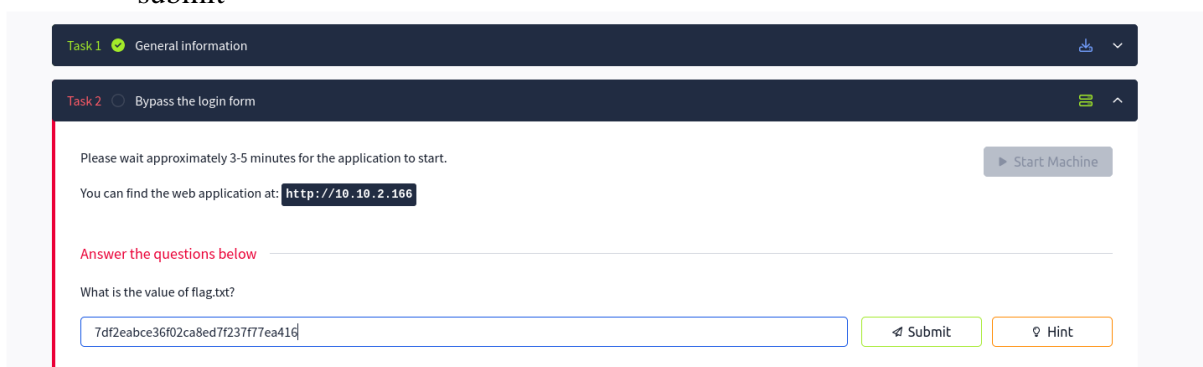 submit
Task 1 General information
Task 2 Bypass the login form
Please wait approximately 3-5 minutes for the application to start.
Start Machine
You can find the web application at: http://10.10.2.166
Answer the questions below
What is the value of flag.txt?
7df2eabce36f02ca8ed7f237f77ea416
Submit
Hint